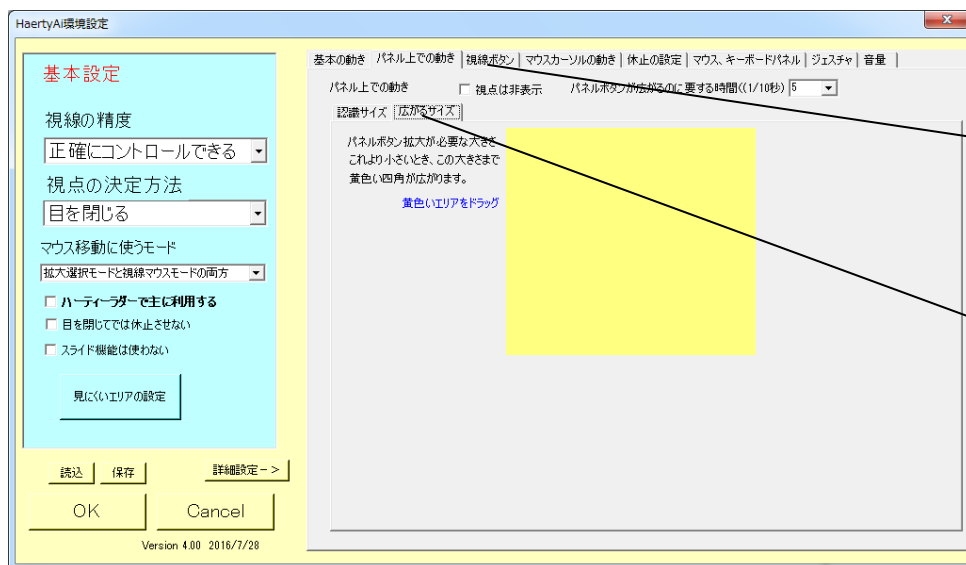 HaertyAi環境設定
基本設定
視線の精度
正確にコントロールできる
視点の決定方法
目を閉じる
マウス移動に使うモード
拡大選択モードと視線マウスモードの両方
ハーティーラダーで主に利用する
目を閉じてでは休止させない
スライド機能は使わない
見にくいエリアの設定
読込 保存 詳細設定－>
OK Cancel
Version 4.00 2016/7/28
基本の動き パネル上での動き 視線ボタン マウスカーソルの動き 休止の設定 マウス、キーボードパネル ジェスチャ 音量
パネル上での動き 視点は非表示 パネルボタンが広がるのに要する時間((1/10秒) 5
認識サイズ 広がるサイズ
パネルボタン拡大が必要な大きさ
これより小さいとき、この大きさまで
黄色い四角が広がります。
黄色いエリアをドラッグ